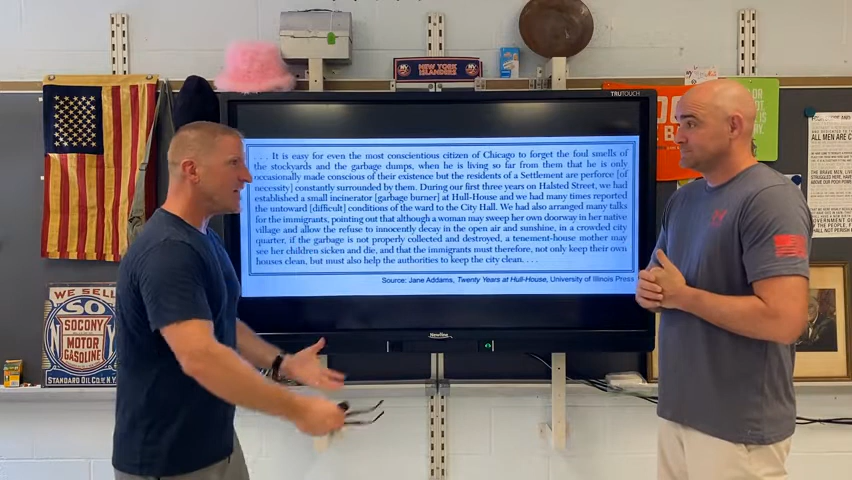 NEW YORK
ISLANDERS
TRUTOUCH
. . . It is easy for even the most conscientious citizen of Chicago to forget the foul smells of
the stockyards and the garbage dumps, when he is living so far from them that he is only
occasionally made conscious of their existence but the residents of a Settlement are perforce [of
necessity] constantly surrounded by them. During our first three years on Halsted Street, we had
established a small incinerator [garbage burner] at Hull-House and we had many times reported
the untoward [difficult] conditions of the ward to the City Hall. We had also arranged many talks
for the immigrants, pointing out that although a woman may sweep her own doorway in her native
village and allow the refuse to innocently decay in the open air and sunshine, in a crowded city
quarter, if the garbage is not properly collected and destroyed, a tenement-house mother may
see her children sicken and die, and that the immigrants must therefore, not only keep their own
houses clean, but must also help the authorities to keep the city clean. . . .
Source: Jane Addams, Twenty Years at Hull-House, University of Illinois Press
Newline
WE SELL
SO
SOCONY
MOTOR
GASOLINE
STANDARD OIL CO. N.Y.
ALL MEN ARE